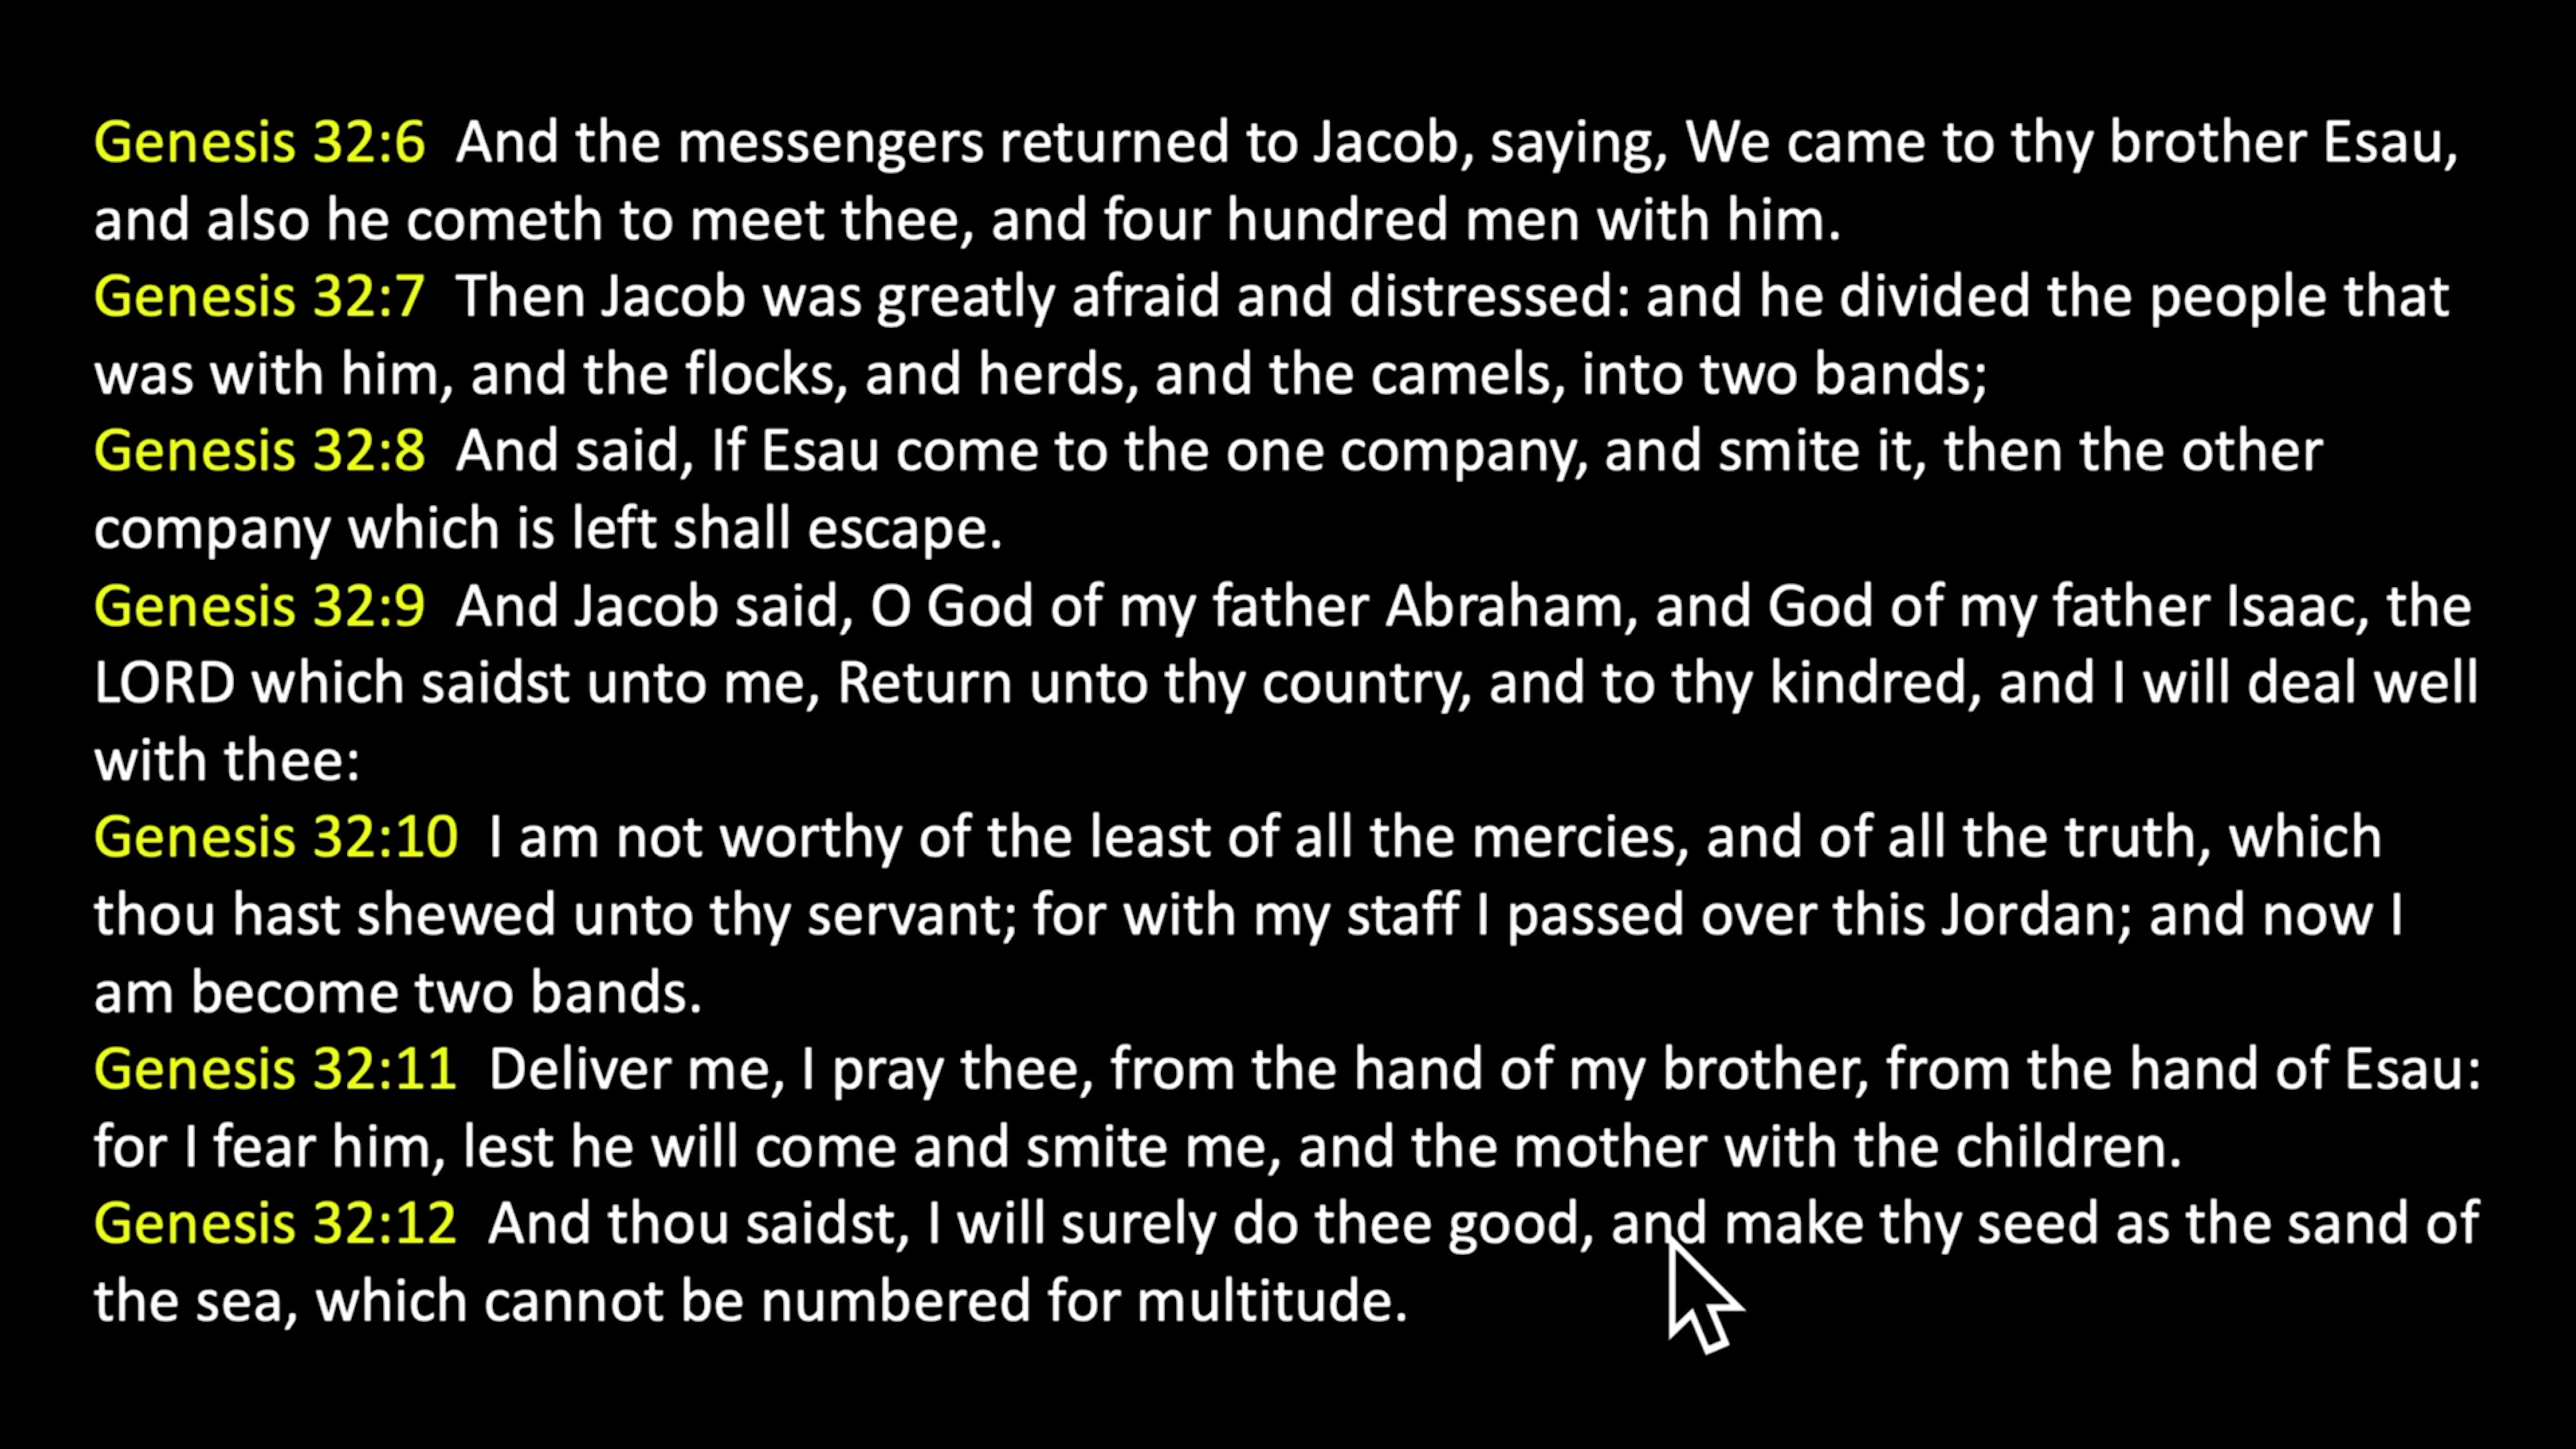 Genesis 32:6  And the messengers returned to Jacob, saying, We came to thy brother Esau,
and also he cometh to meet thee, and four hundred men with him.
Genesis 32:7  Then Jacob was greatly afraid and distressed: and he divided the people that
was with him, and the flocks, and herds, and the camels, into two bands;
Genesis 32:8  And said, If Esau come to the one company, and smite it, then the other
company which is left shall escape.
Genesis 32:9  And Jacob said, O God of my father Abraham, and God of my father Isaac, the
LORD which saidst unto me, Return unto thy country, and to thy kindred, and I will deal well
with thee:
Genesis 32:10  I am not worthy of the least of all the mercies, and of all the truth, which
thou hast shewed unto thy servant; for with my staff I passed over this Jordan; and now I
am become two bands.
Genesis 32:11  Deliver me, I pray thee, from the hand of my brother, from the hand of Esau:
for I fear him, lest he will come and smite me, and the mother with the children.
Genesis 32:12  And thou saidst, I will surely do thee good, and make thy seed as the sand of
the sea, which cannot be numbered for multitude.